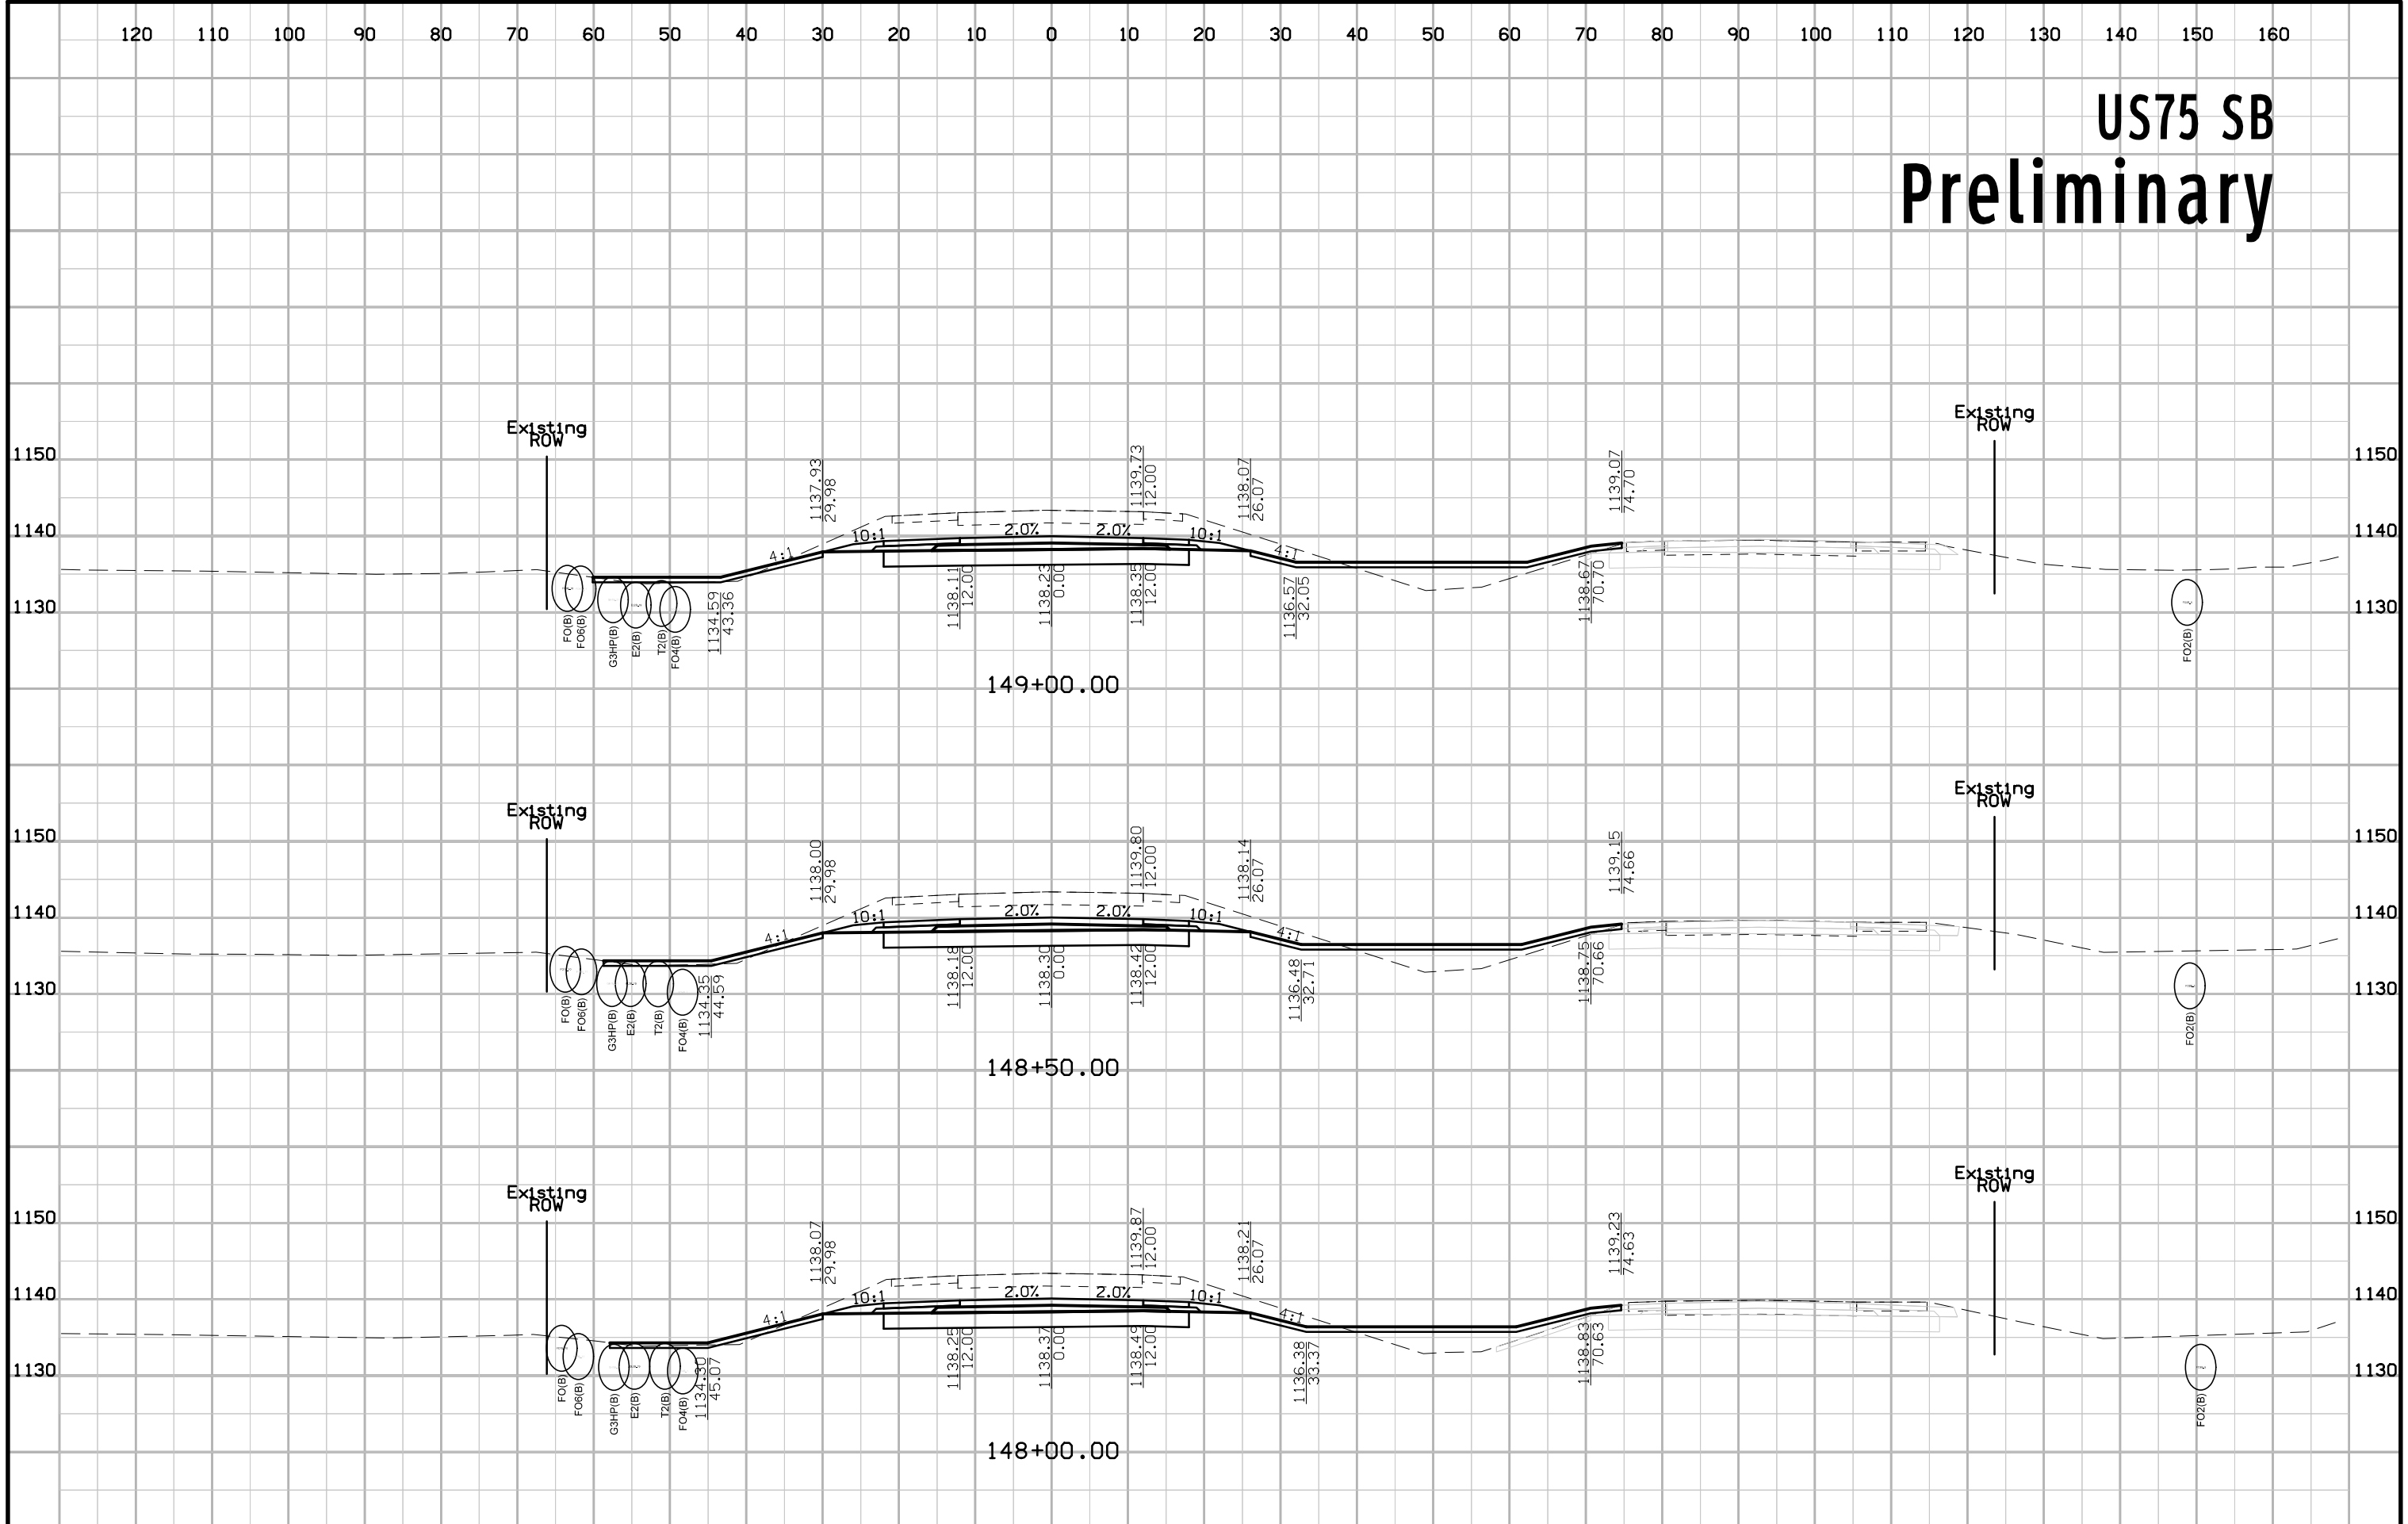 120 110 100 90 80 70 60 50 40 30 20 10 0 10 20 30 40 50 60 70 80 90 100 110 120 130 140 150 160
US75 SB
Preliminary
Existing
ROW
Existing
ROW
1150
1150
1137.93
29.98
1139.73
12.00
1138.07
26.07
1139.07
74.70
1140
1140
4:1
10:1
2.0%
2.0%
10:1
4:1
1130
1130
FO(B)
FO6(B)
G3HP(B)
E2(B)
T2(B)
FO4(B)
1134.59
43.36
1138.11
12.00
1138.23
0.00
1138.35
12.00
1136.57
32.05
1138.67
70.70
FO2(B)
149+00.00
Existing
ROW
Existing
ROW
1150
1150
1138.00
29.98
1139.80
12.00
1138.14
26.07
1139.15
74.66
1140
1140
4:1
10:1
2.0%
2.0%
10:1
4:1
1130
1130
FO(B)
FO6(B)
G3HP(B)
E2(B)
T2(B)
FO4(B)
1134.35
44.59
1138.18
12.00
1138.30
0.00
1138.42
12.00
1136.48
32.71
1138.75
70.66
FO2(B)
148+50.00
Existing
ROW
Existing
ROW
1150
1150
1138.07
29.98
1139.87
12.00
1138.21
26.07
1139.23
74.63
1140
1140
4:1
10:1
2.0%
2.0%
10:1
4:1
1130
1130
FO(B)
FO6(B)
G3HP(B)
E2(B)
T2(B)
FO4(B)
1134.30
45.07
1138.25
12.00
1138.37
0.00
1138.49
12.00
1136.38
33.37
1138.83
70.63
FO2(B)
148+00.00